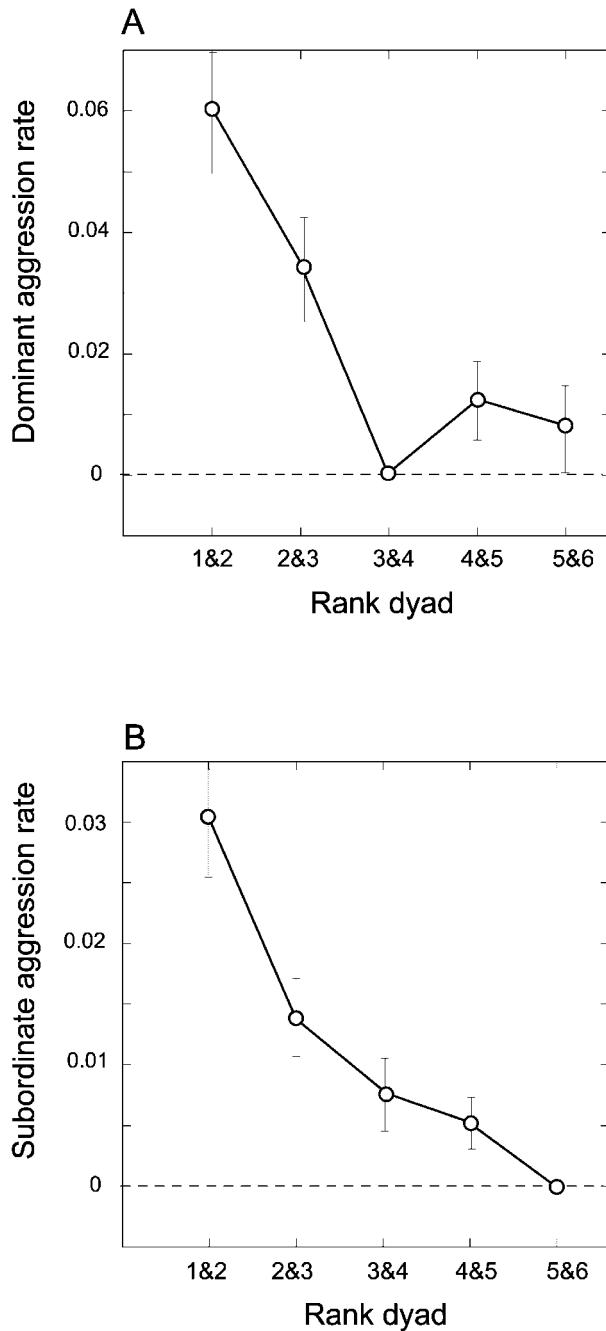 A
Dominant aggression rate
0.06
0.04
0.02
0
1&2 2&3 3&4 4&5 5&6
Rank dyad
B
Subordinate aggression rate
0.03
0.02
0.01
0
1&2 2&3 3&4 4&5 5&6
Rank dyad